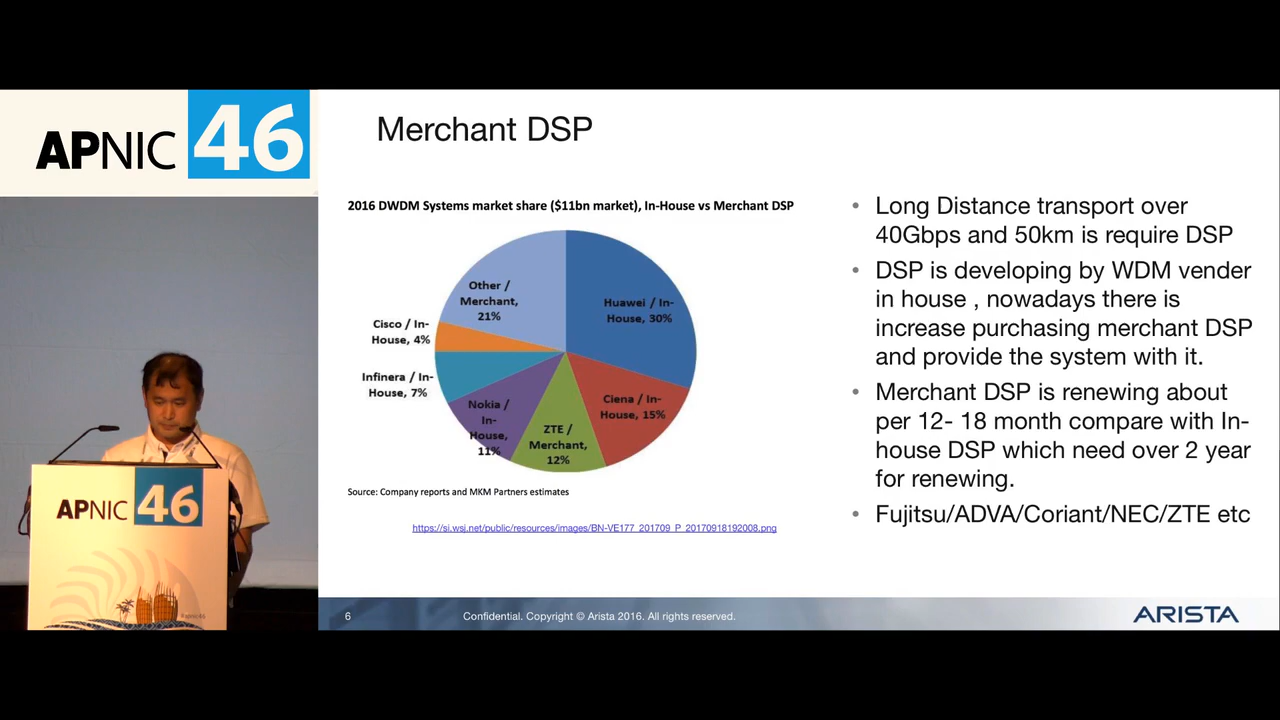 APNIC 46
Merchant DSP
2016 DWDM Systems market share ($11bn market), In-House vs Merchant DSP
Other /
Merchant,
21%
Huawei / In-
House, 30%
Cisco / In-
House, 4%
Infinera / In-
House, 7%
Nokia /
In-
House,
11%
ZTE /
Merchant,
12%
Ciena / In-
House, 15%
Source: Company reports and MKM Partners estimates
https://si.wsj.net/public/resources/images/BN-VE177_201709_P_20170918192008.png
• Long Distance transport over
40Gbps and 50km is require DSP
• DSP is developing by WDM vender
in house , nowadays there is
increase purchasing merchant DSP
and provide the system with it.
• Merchant DSP is renewing about
per 12- 18 month compare with In-
house DSP which need over 2 year
for renewing.
• Fujitsu/ADVA/Coriant/NEC/ZTE etc
APNIC 46
#apnic46
6
Confidential. Copyright © Arista 2016. All rights reserved.
ARISTA